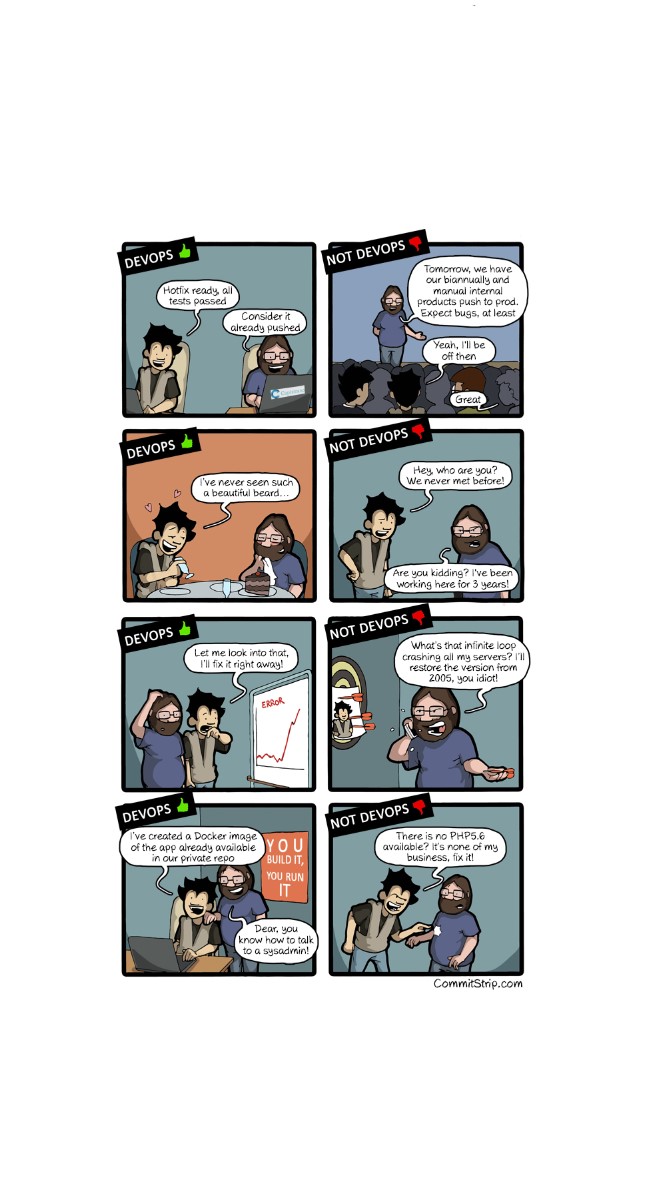 DEVOPS
Hotfix ready, all
tests passed
Consider it
already pushed
NOT DEVOPS
Tomorrow, we have
our biannually and
manual internal
products push to prod.
Expect bugs, at least
Yeah, I'll be
off then
Great
DEVOPS
I've never seen such
a beautiful beard...
NOT DEVOPS
Hey, who are you?
We never met before!
Are you kidding? I've been
working here for 3 years!
DEVOPS
Let me look into that,
I'll fix it right away!
ERROR
NOT DEVOPS
What's that infinite loop
crashing all my servers? I'll
restore the version from
2005, you idiot!
DEVOPS
I've created a Docker image
of the app already available
in our private repo
YOU
BUILD IT,
YOU RUN
IT
Dear, you
know how to talk
to a sysadmin!
NOT DEVOPS
There is no PHP5.6
available? It's none of my
business, fix it!
CommitStrip.com